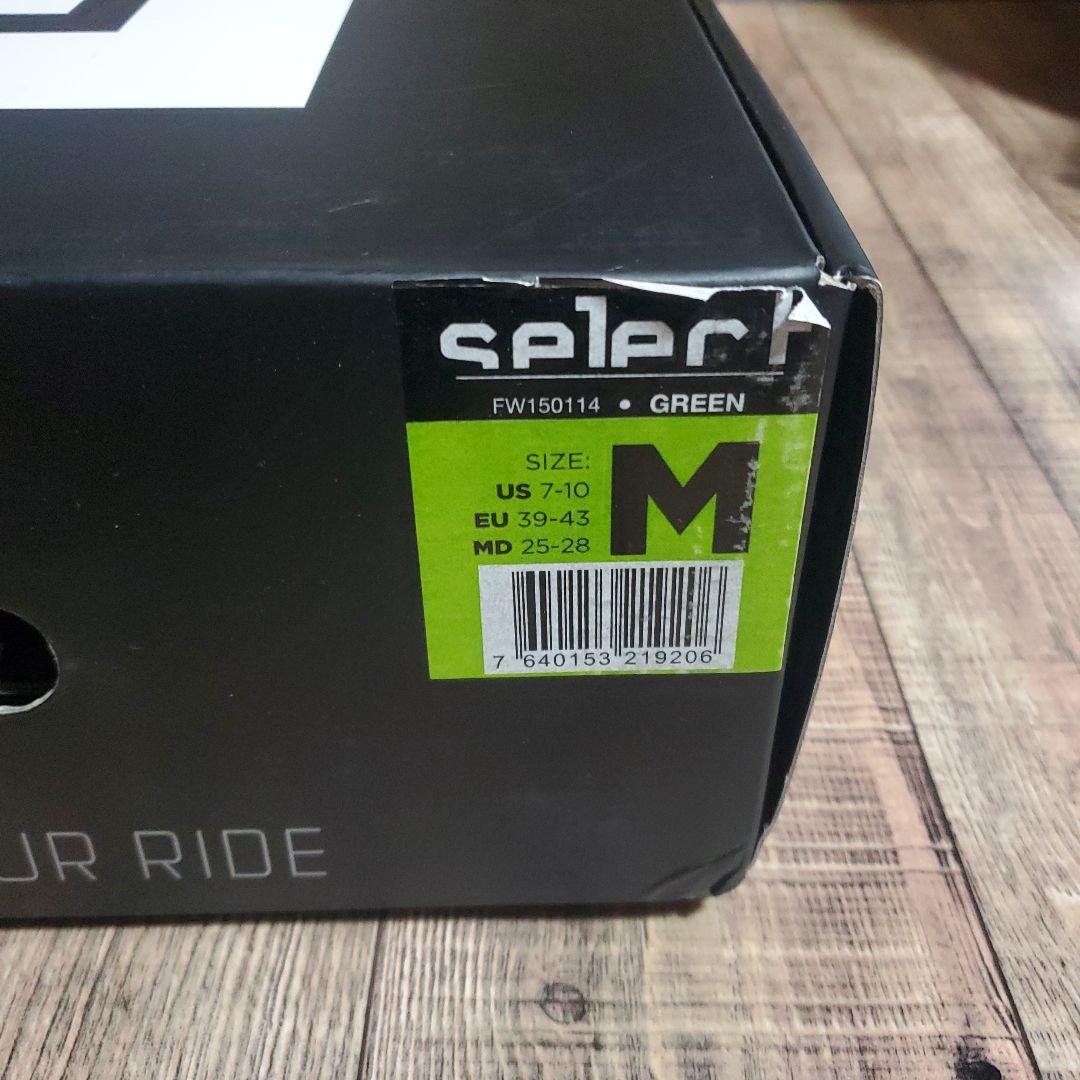 select
FW150114 • GREEN
SIZE: M
US 7-10
EU 39-43
MD 25-28
7 640153 219206
UR RIDE